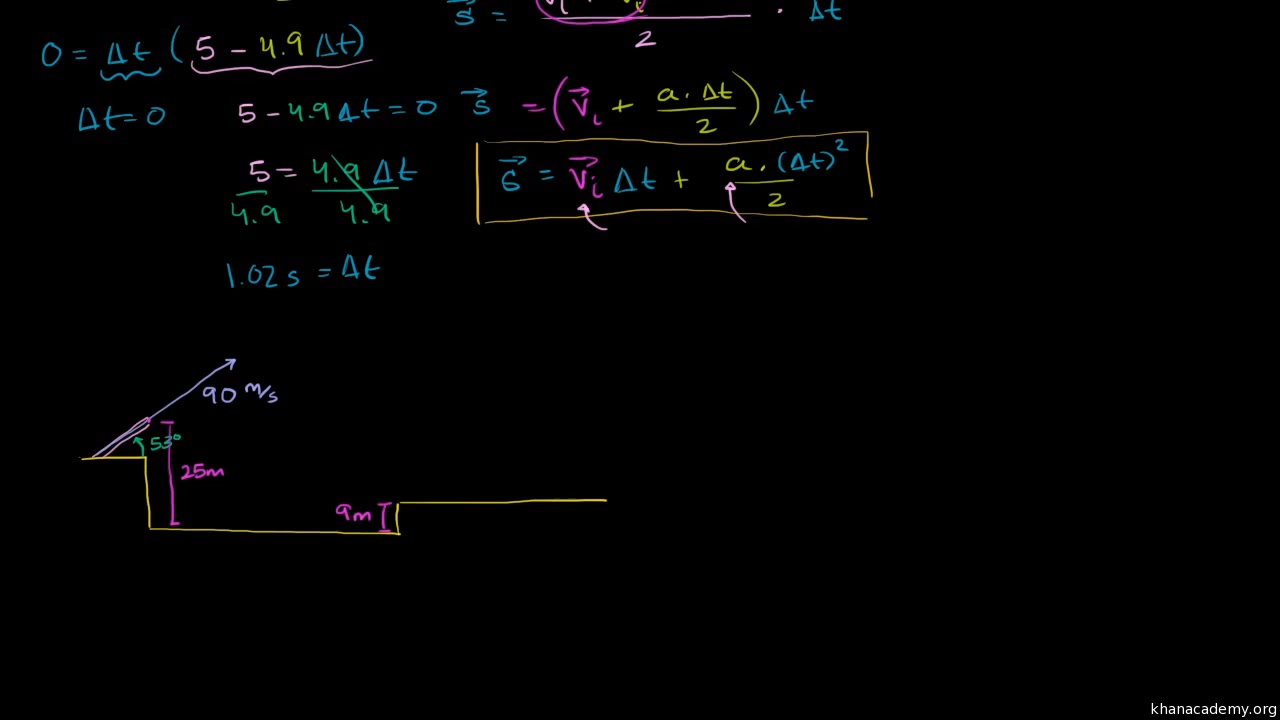 s⃗ = ――― · Δt
2
0 = Δt (5 - 4.9 Δt)
Δt = 0
5 - 4.9 Δt = 0
s⃗ = (v⃗i + a · Δt / 2) Δt
5 = 4.9 Δt
4.9 4.9
s⃗ = v⃗i Δt + a · (Δt)² / 2
1.02 s = Δt
90 m/s
53°
25m
9m
khanacademy.org